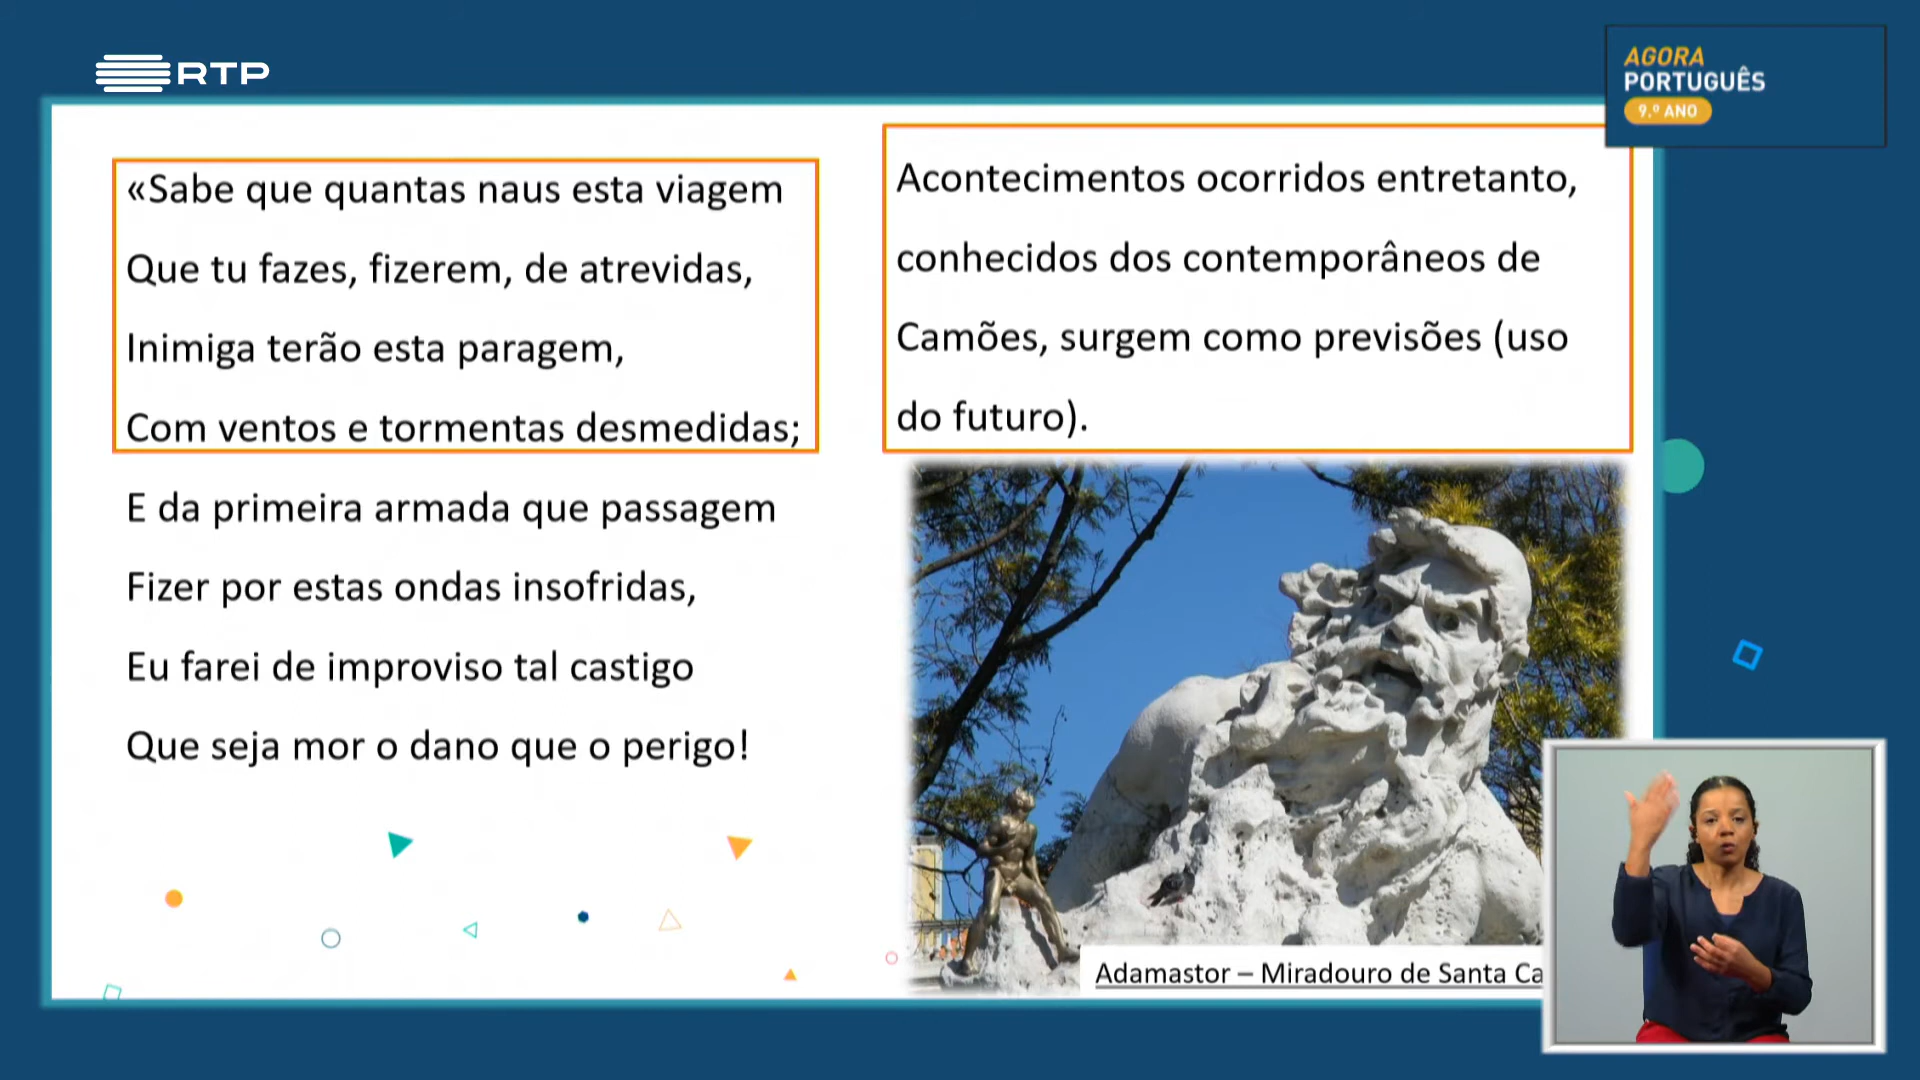 RTP
AGORA
PORTUGUÊS
9.º ANO
«Sabe que quantas naus esta viagem
Que tu fazes, fizerem, de atrevidas,
Inimiga terão esta paragem,
Com ventos e tormentas desmedidas;
E da primeira armada que passagem
Fizer por estas ondas insofridas,
Eu farei de improviso tal castigo
Que seja mor o dano que o perigo!
Acontecimentos ocorridos entretanto,
conhecidos dos contemporâneos de
Camões, surgem como previsões (uso
do futuro).
Adamastor – Miradouro de Santa Ca